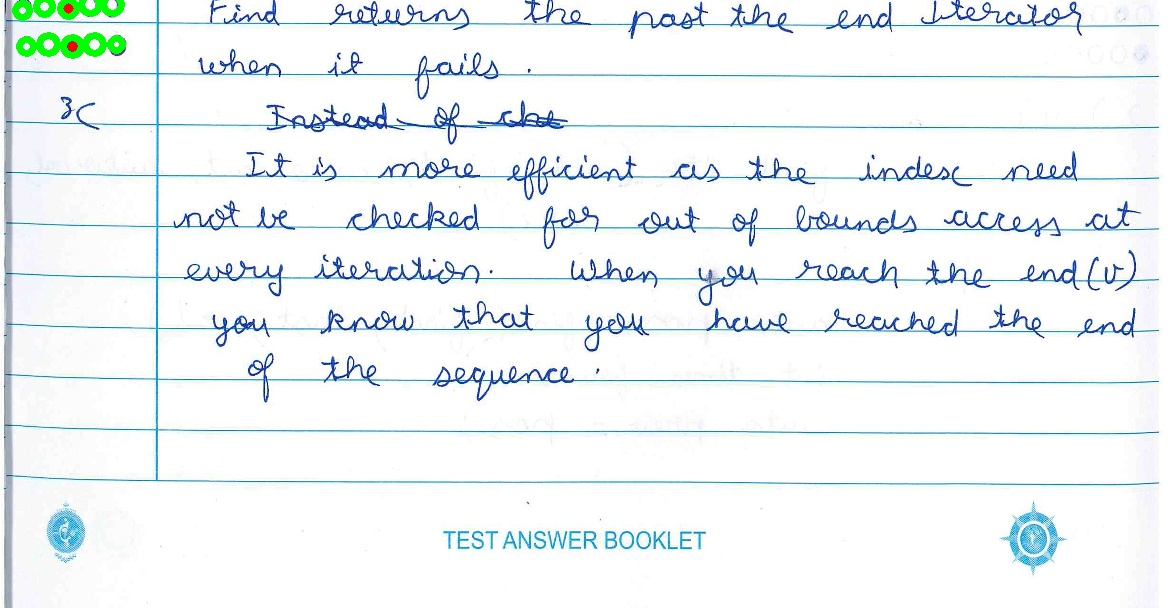 Find returns the past the end Iterator
when it fails.
3C
Instead of
It is more efficient as the index need
not be checked for out of bounds access at
every iteration. When you reach the end(v)
you know that you have reached the end
of the sequence.
TEST ANSWER BOOKLET